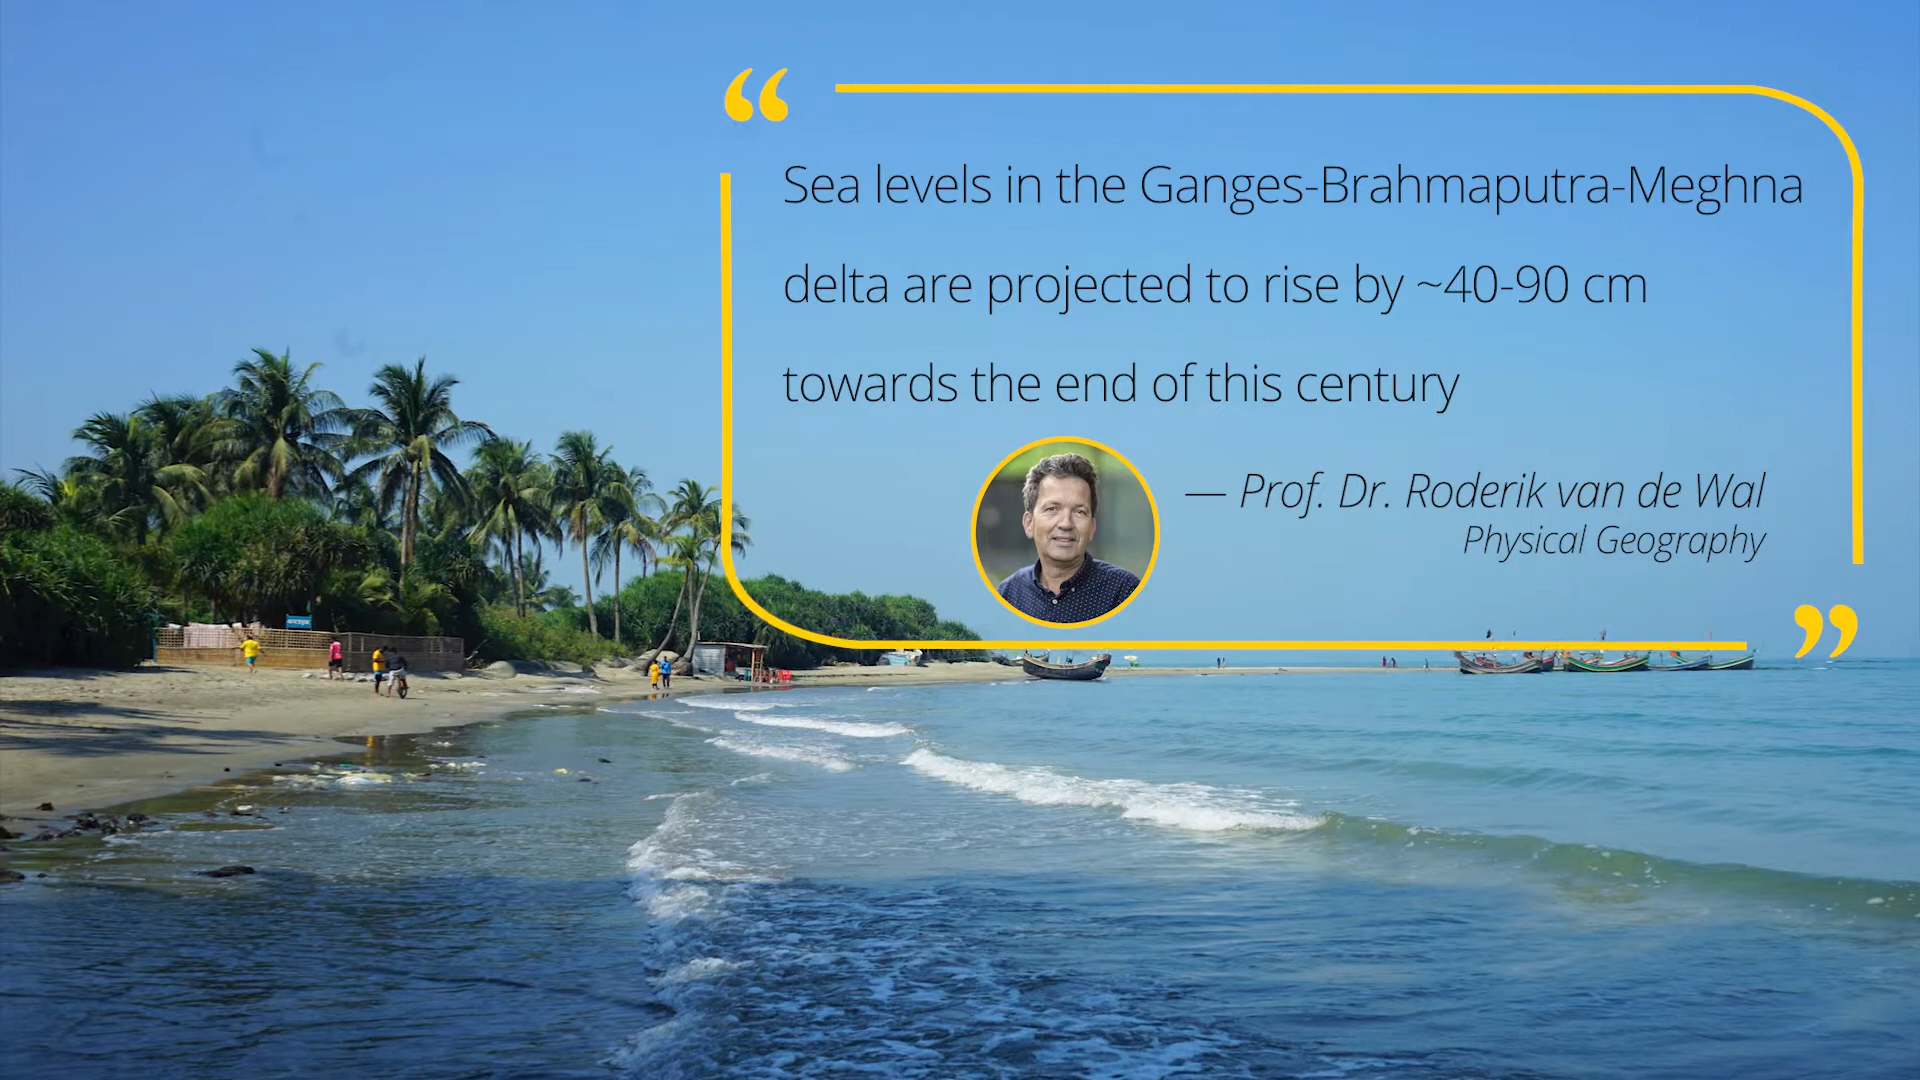 “
Sea levels in the Ganges-Brahmaputra-Meghna
delta are projected to rise by ~40-90 cm
towards the end of this century
— Prof. Dr. Roderik van de Wal
Physical Geography
”